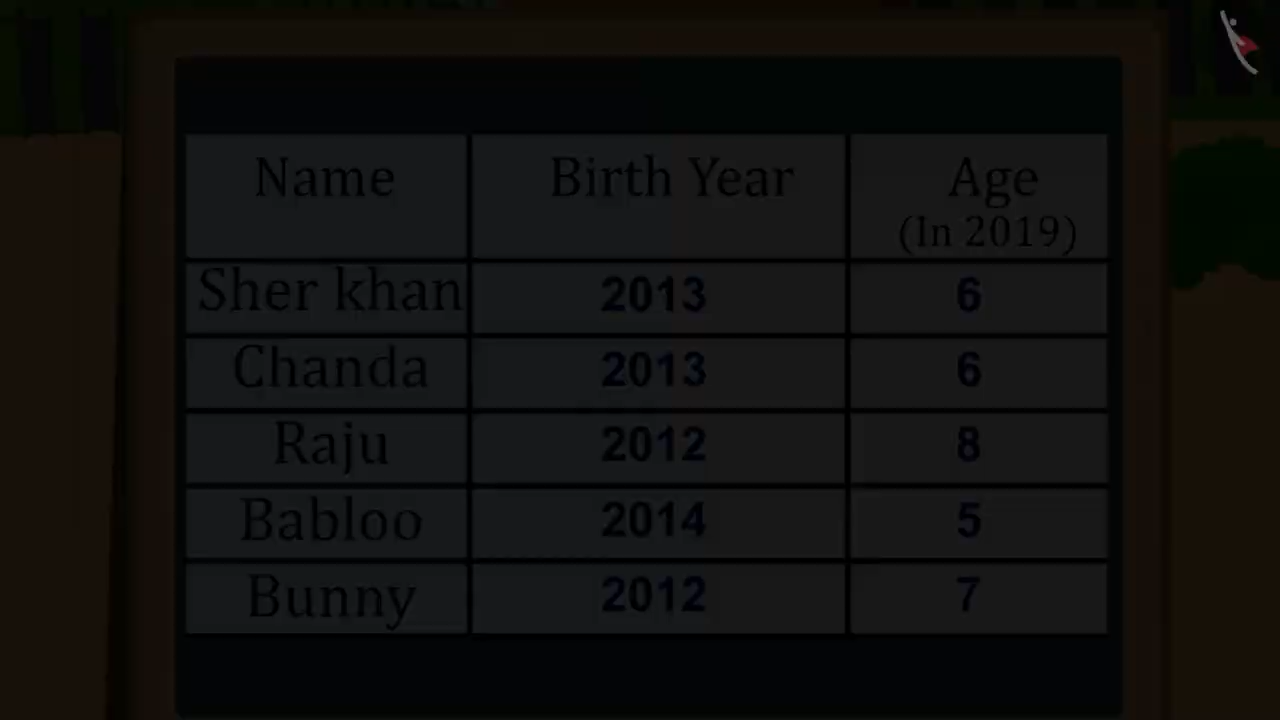 Name Birth Year Age
(In 2019)
Sher khan 2013 6
Chanda 2013 6
Raju 2012 8
Babloo 2014 5
Bunny 2012 7